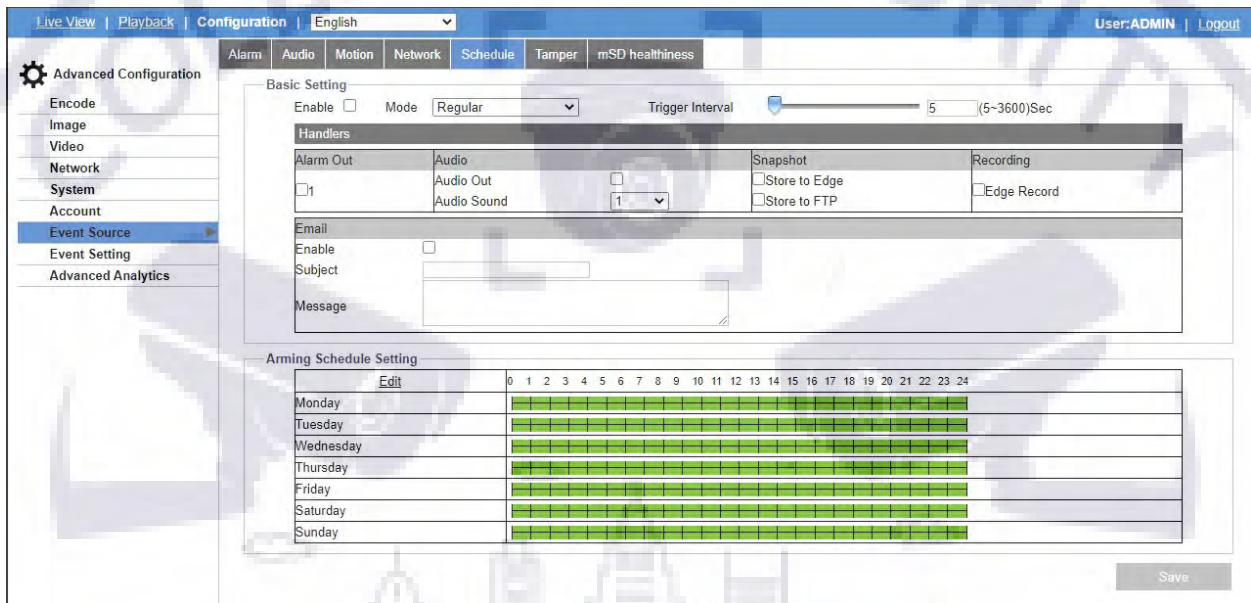 Live View | Playback | Configuration | English User:ADMIN | Logout
Alarm Audio Motion Network Schedule Tamper mSD healthiness
Advanced Configuration
Encode
Image
Video
Network
System
Account
Event Source
Event Setting
Advanced Analytics
Basic Setting
Enable Mode Regular Trigger Interval 5 (5~3600)Sec
Handlers
Alarm Out Audio Snapshot Recording
1 Audio Out Store to Edge Edge Record
Audio Sound 1 Store to FTP
Email
Enable
Subject
Message
Arming Schedule Setting
Edit 0 1 2 3 4 5 6 7 8 9 10 11 12 13 14 15 16 17 18 19 20 21 22 23 24
Monday
Tuesday
Wednesday
Thursday
Friday
Saturday
Sunday
Save